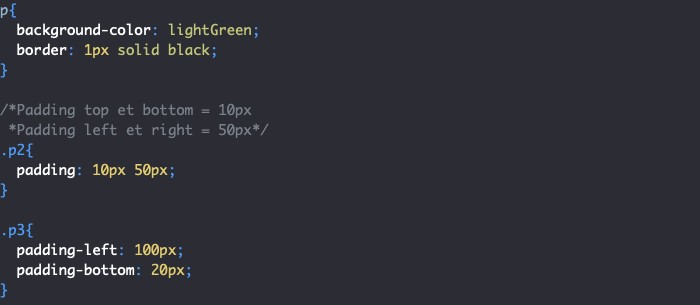 p{
background-color: lightGreen;
border: 1px solid black;
}
/*Padding top et bottom = 10px
*Padding left et right = 50px*/
.p2{
padding: 10px 50px;
}
.p3{
padding-left: 100px;
padding-bottom: 20px;
}